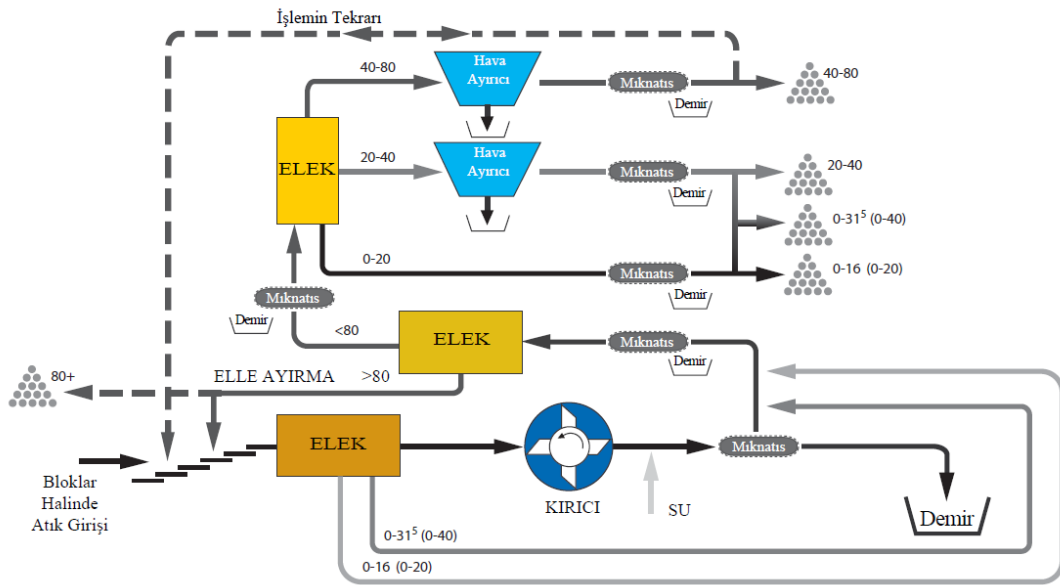 İşlemin Tekrarı
40-80
Hava
Ayırıcı
Mıknatıs
Demir
40-80
ELEK
20-40
Hava
Ayırıcı
Mıknatıs
Demir
20-40
0-31⁵ (0-40)
0-20
Mıknatıs
Demir
0-16 (0-20)
Mıknatıs
Demir
<80
ELEK
Mıknatıs
Demir
80+
ELLE AYIRMA >80
ELEK
KIRICI
SU
Mıknatıs
Demir
Bloklar
Halinde
Atık Girişi
0-31⁵ (0-40)
0-16 (0-20)